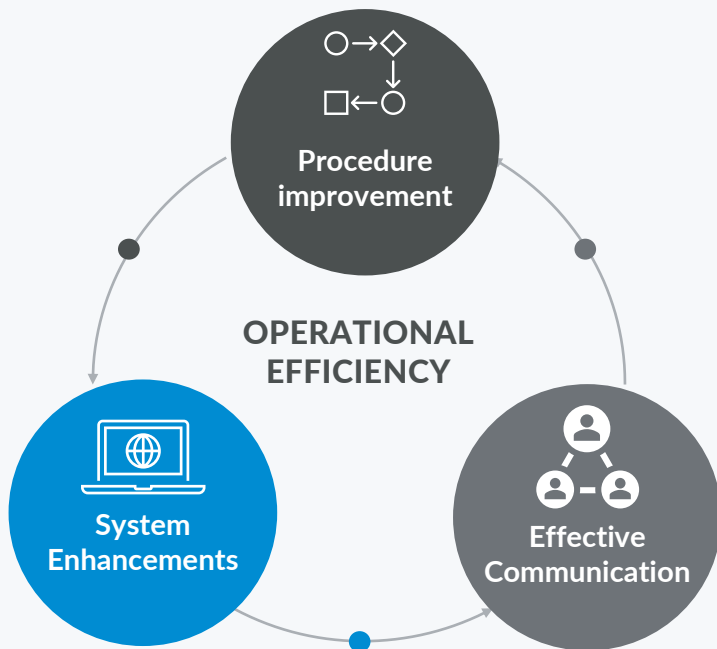 Procedure
improvement
OPERATIONAL
EFFICIENCY
System
Enhancements
Effective
Communication